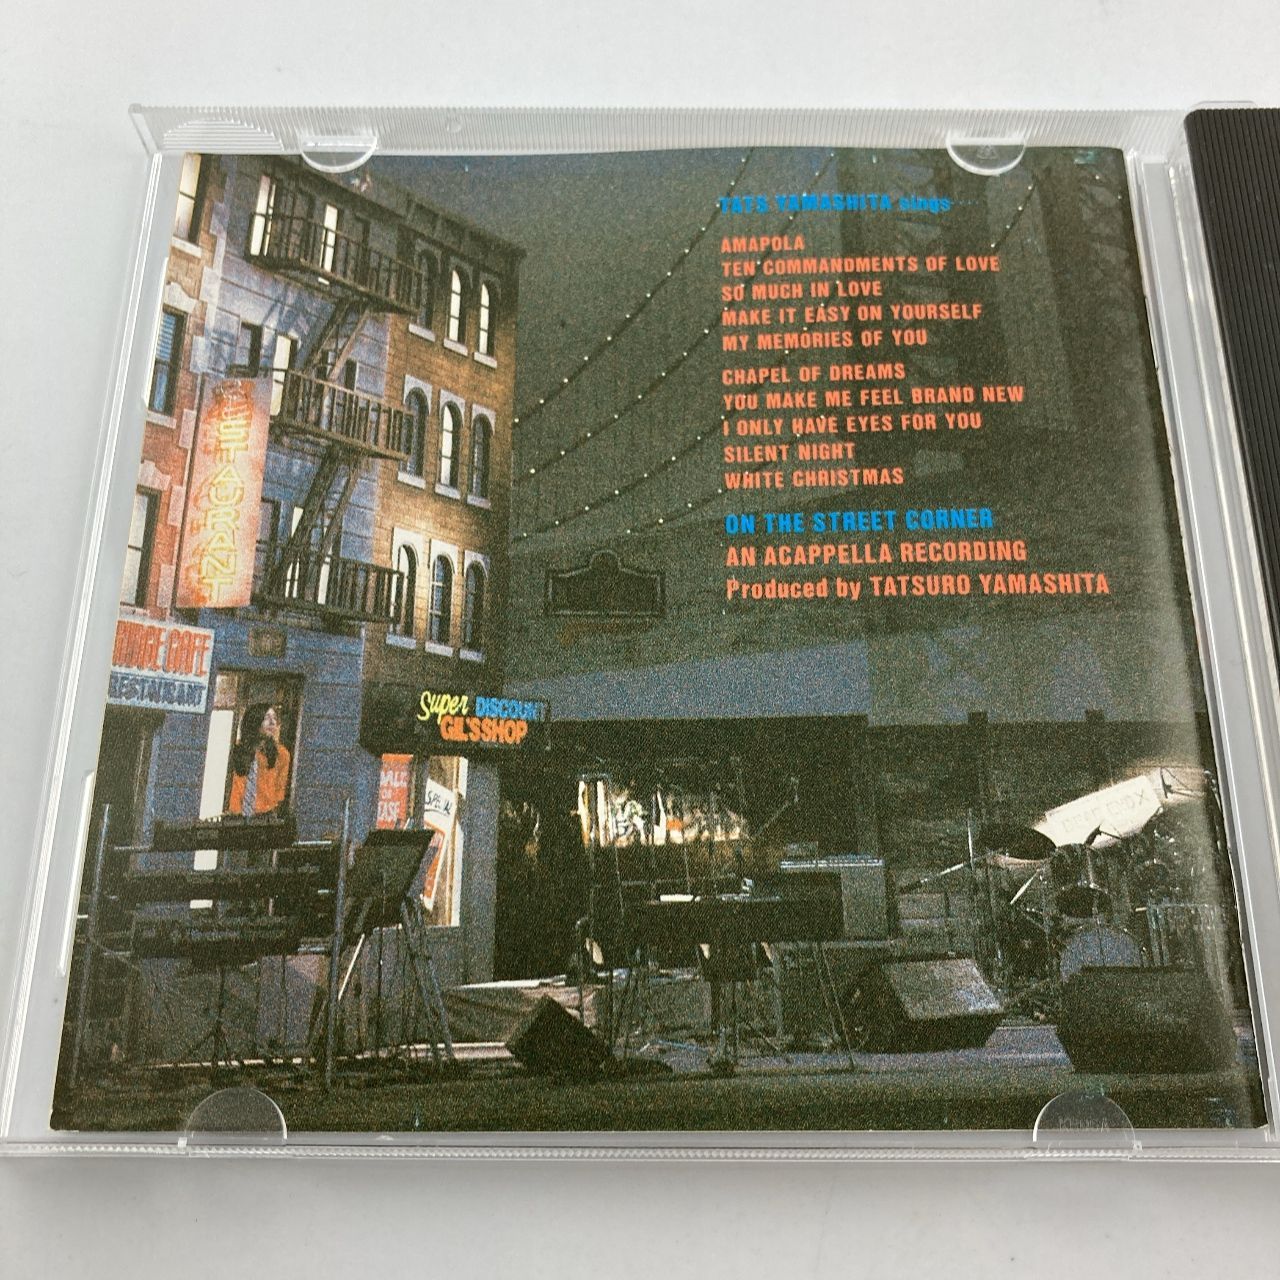 TATS YAMASHITA sings....
AMAPOLA
TEN COMMANDMENTS OF LOVE
SO MUCH IN LOVE
MAKE IT EASY ON YOURSELF
MY MEMORIES OF YOU
CHAPEL OF DREAMS
YOU MAKE ME FEEL BRAND NEW
I ONLY HAVE EYES FOR YOU
SILENT NIGHT
WHITE CHRISTMAS
ON THE STREET CORNER
AN ACAPPELLA RECORDING
Produced by TATSURO YAMASHITA
RESTAURANT
CAFE
RESTAURANT
Super DISCOUNT
GIL'S SHOP
SPECIAL